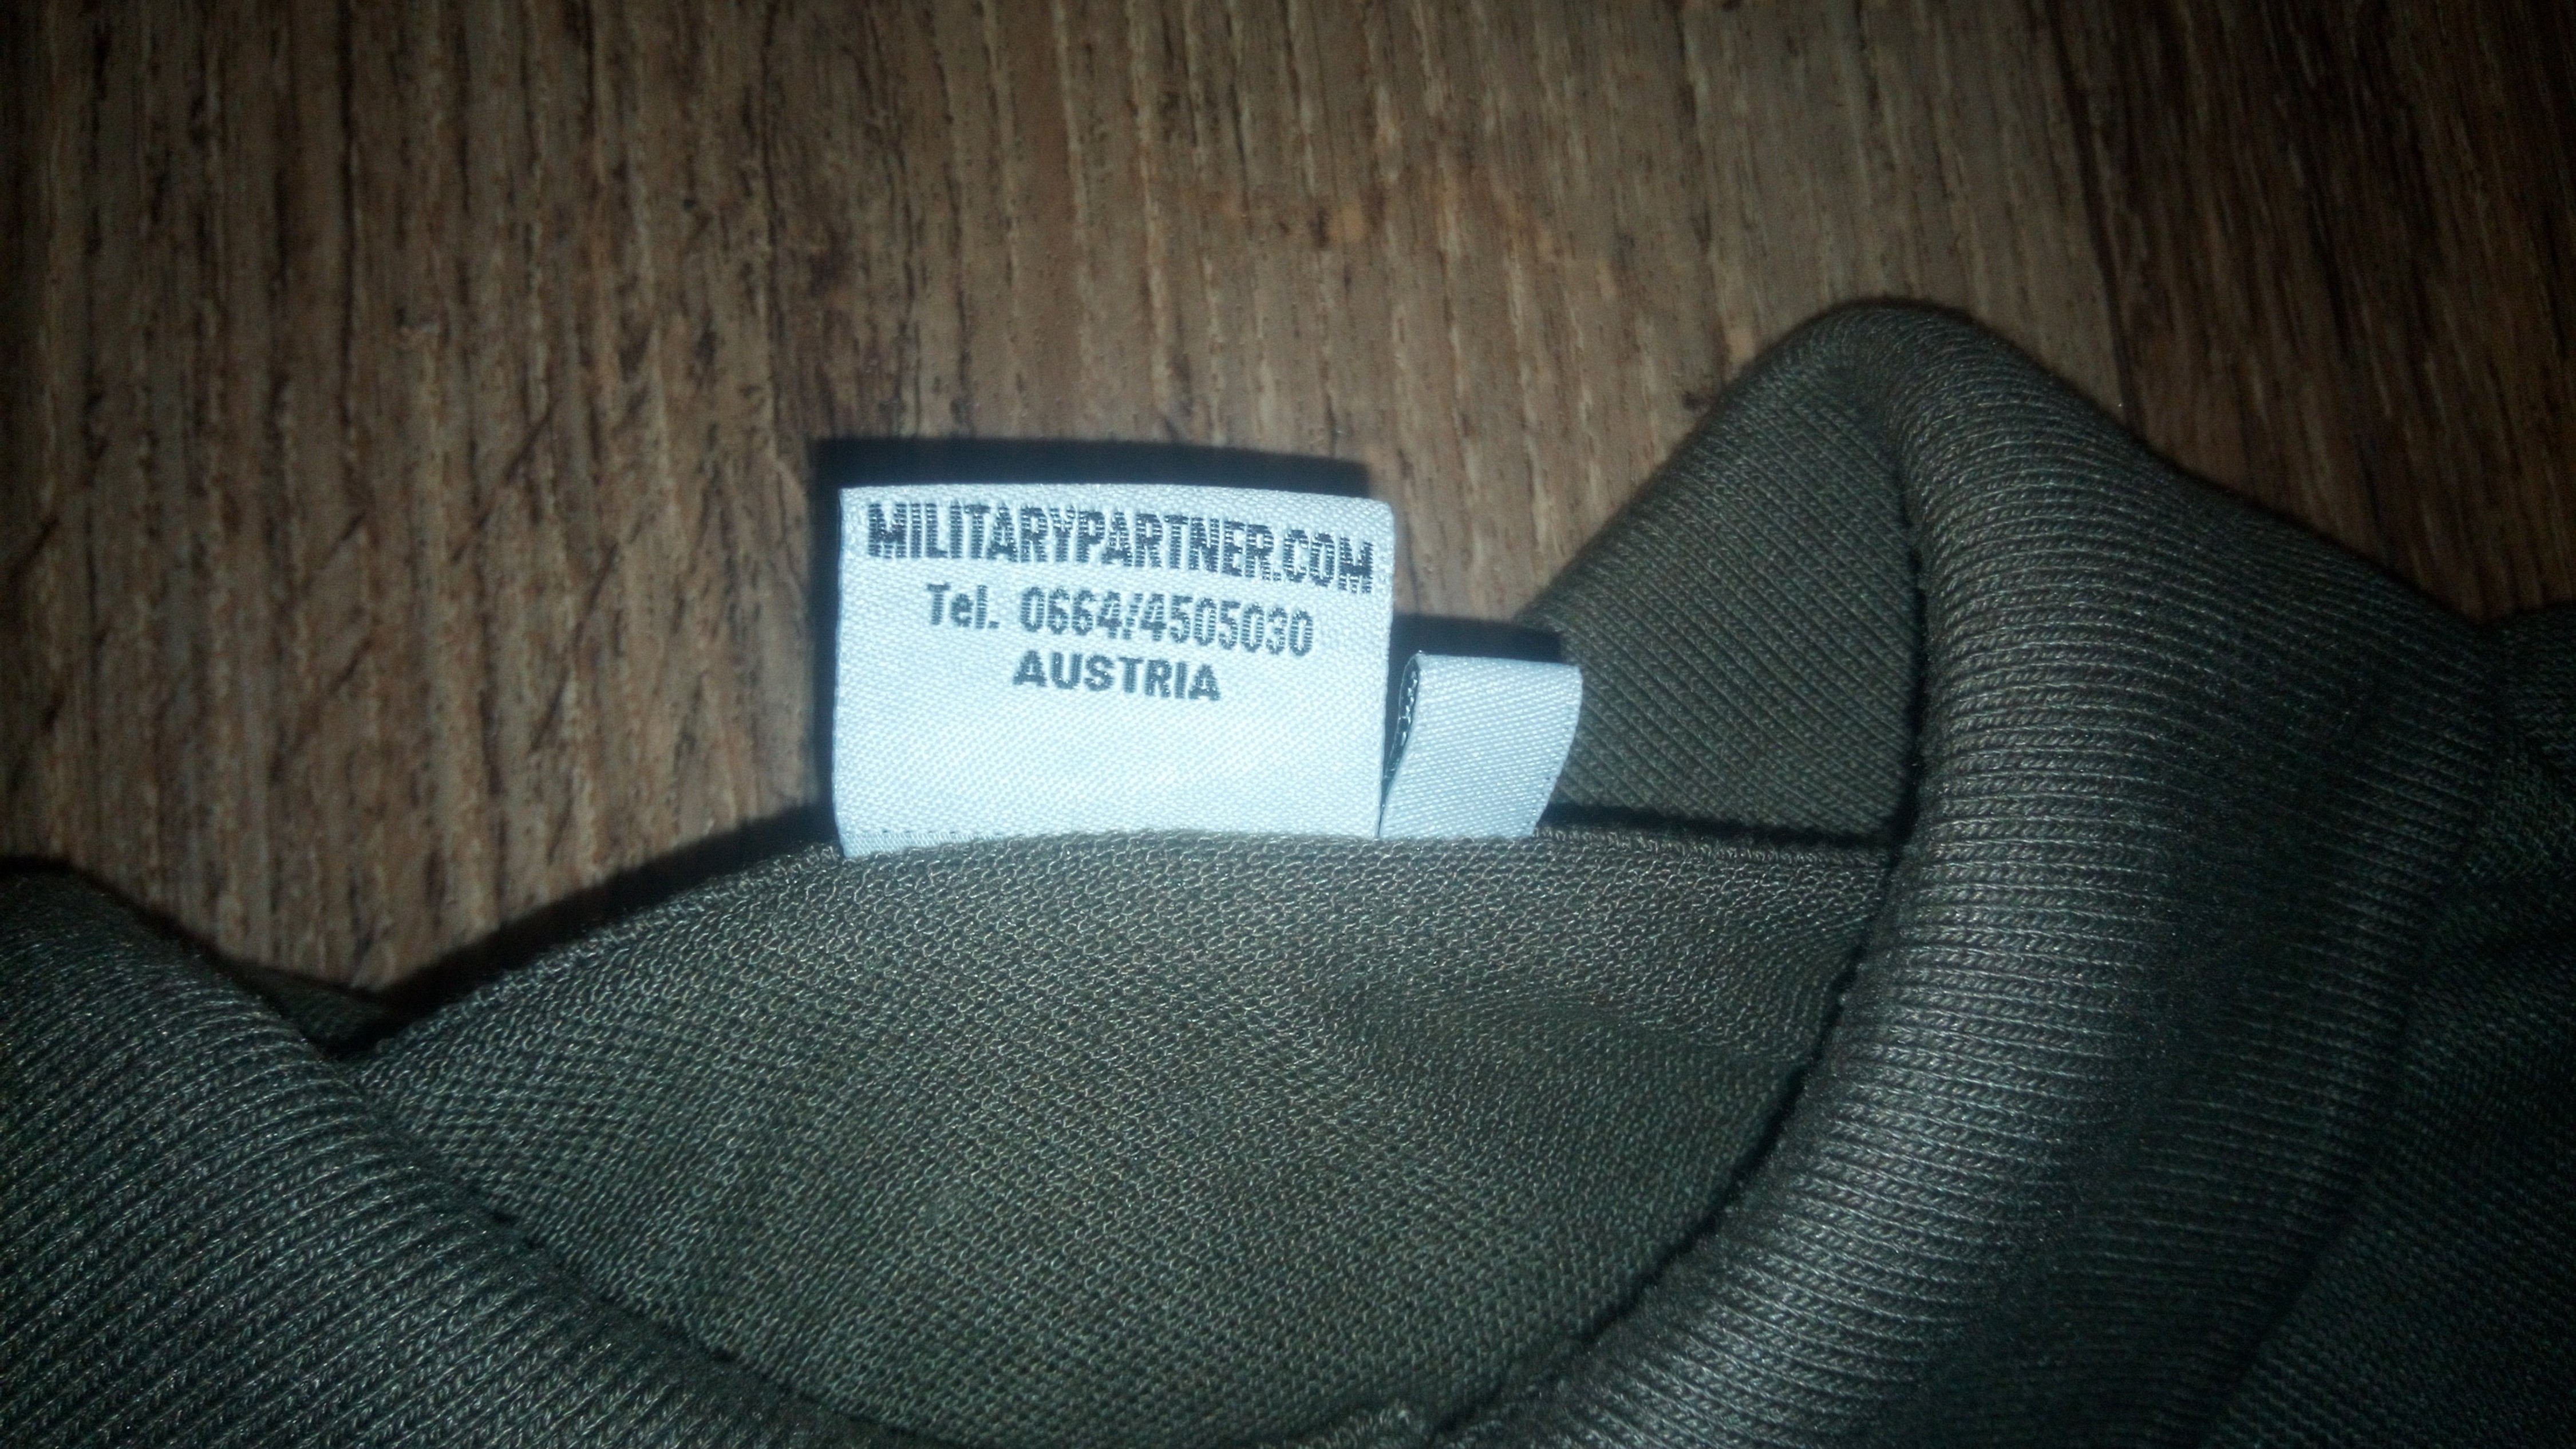 MILITARYPARTNER.COM
Tel. 0664/4505030
AUSTRIA